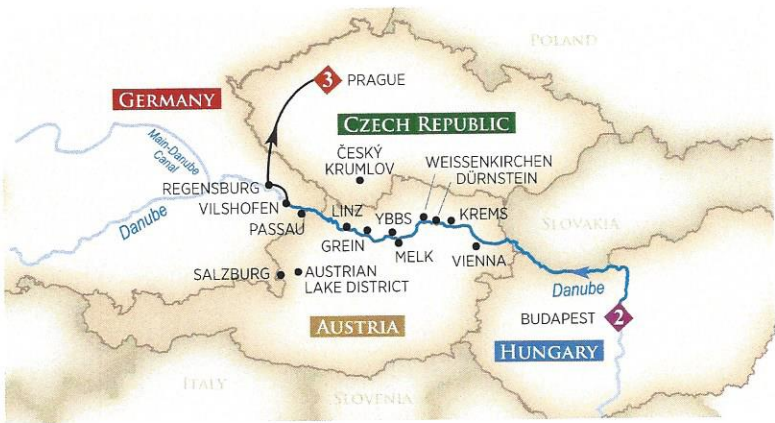 POLAND
3
PRAGUE
GERMANY
CZECH REPUBLIC
Main-Danube
Canal
ČESKÝ
KRUMLOV
WEISSENKIRCHEN
DÜRNSTEIN
REGENSBURG
VILSHOFEN
PASSAU
LINZ
GREIN
YBBS
MELK
KREMS
VIENNA
SLOVAKIA
Danube
SALZBURG
AUSTRIAN
LAKE DISTRICT
Danube
BUDAPEST
2
AUSTRIA
HUNGARY
ITALY
SLOVENIA